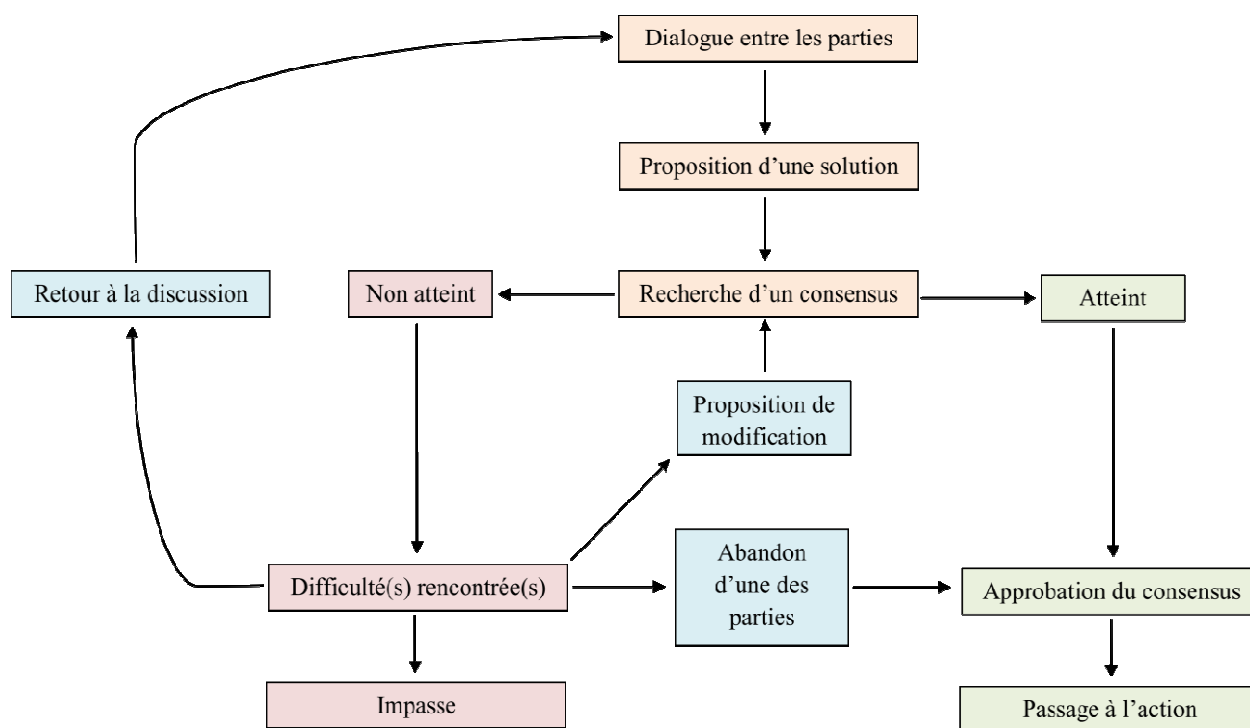 Dialogue entre les parties
Proposition d’une solution
Retour à la discussion
Non atteint
Recherche d’un consensus
Atteint
Proposition de
modification
Difficulté(s) rencontrée(s)
Abandon
d’une des
parties
Approbation du consensus
Impasse
Passage à l’action